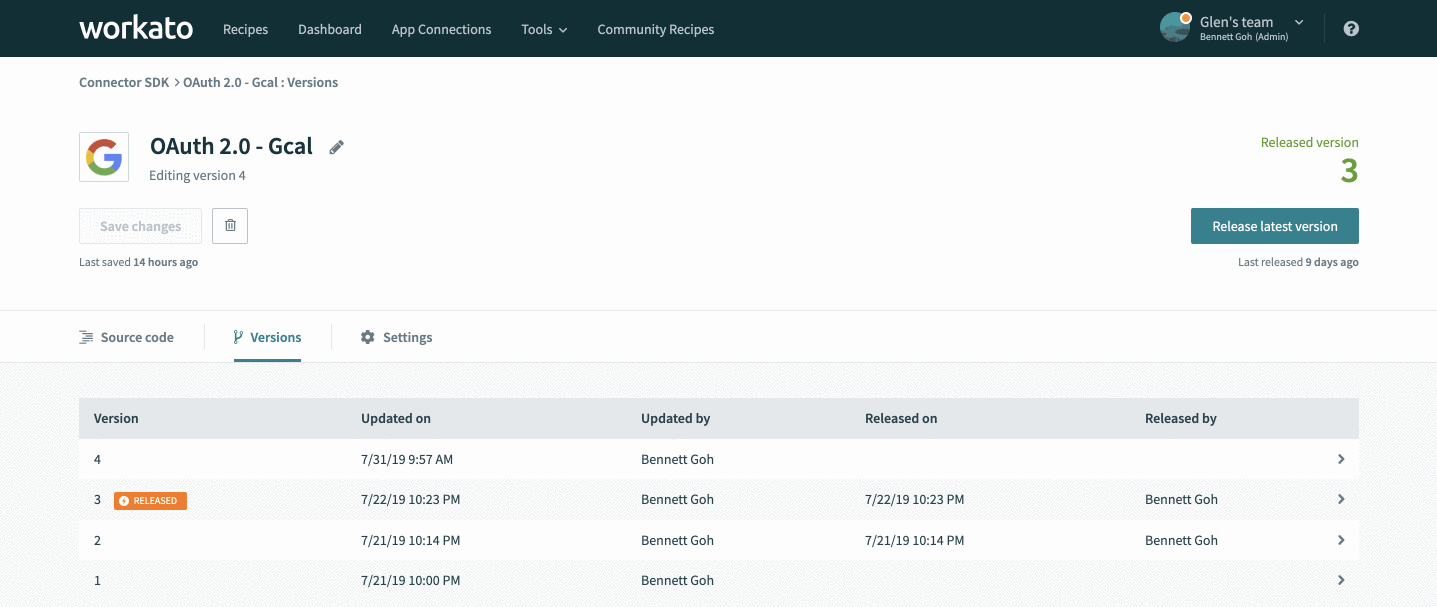 workato Recipes Dashboard App Connections Tools Community Recipes Glen's team
Bennett Goh (Admin)
Connector SDK > OAuth 2.0 - Gcal : Versions
OAuth 2.0 - Gcal
Editing version 4
Released version
3
Save changes
Release latest version
Last saved 14 hours ago
Last released 9 days ago
Source code Versions Settings
Version Updated on Updated by Released on Released by
4 7/31/19 9:57 AM Bennett Goh
3 RELEASED 7/22/19 10:23 PM Bennett Goh 7/22/19 10:23 PM Bennett Goh
2 7/21/19 10:14 PM Bennett Goh 7/21/19 10:14 PM Bennett Goh
1 7/21/19 10:00 PM Bennett Goh